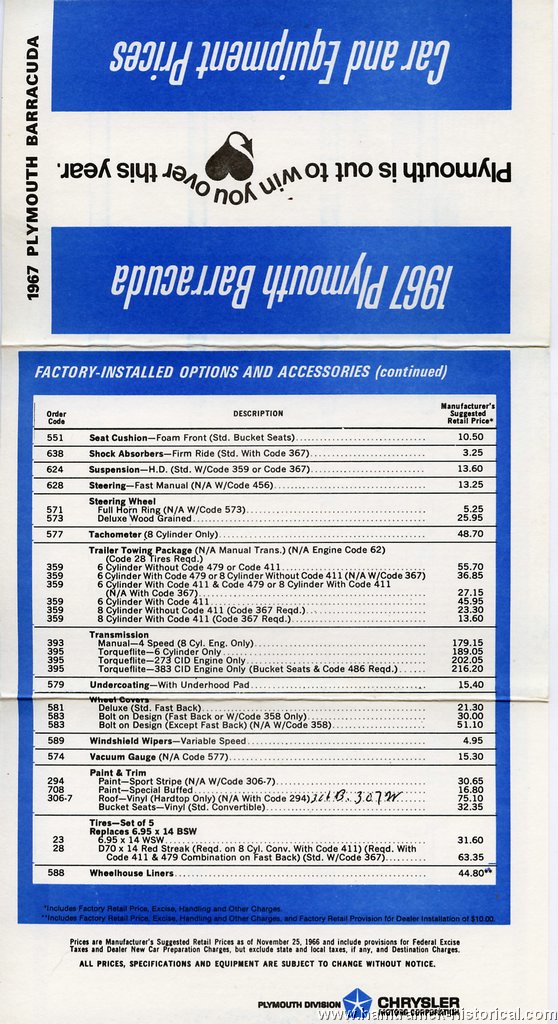 1967 PLYMOUTH BARRACUDA
1967 Plymouth Barracuda
Plymouth is out to win you over this year.
Car and Equipment Prices
FACTORY-INSTALLED OPTIONS AND ACCESSORIES (continued)
Order Code DESCRIPTION Manufacturer's Suggested Retail Price*
551 Seat Cushion—Foam Front (Std. Bucket Seats) 10.50
638 Shock Absorbers—Firm Ride (Std. With Code 367) 3.25
624 Suspension—H.D. (Std. W/Code 359 or Code 367) 13.60
628 Steering—Fast Manual (N/A W/Code 456) 13.25
Steering Wheel
571 Full Horn Ring (N/A W/Code 573) 5.25
573 Deluxe Wood Grained 25.95
577 Tachometer (8 Cylinder Only) 48.70
Trailer Towing Package (N/A Manual Trans.) (N/A Engine Code 62)
(Code 28 Tires Reqd.)
359 6 Cylinder Without Code 479 or Code 411 55.70
359 6 Cylinder With Code 479 or 8 Cylinder Without Code 411 (N/A W/Code 367) 36.85
359 6 Cylinder With Code 411 & Code 479 or 8 Cylinder With Code 411
(N/A With Code 367) 27.15
359 6 Cylinder With Code 411 45.95
359 8 Cylinder Without Code 411 (Code 367 Reqd.) 23.30
359 8 Cylinder With Code 411 (Code 367 Reqd.) 13.60
Transmission
393 Manual—4 Speed (8 Cyl. Eng. Only) 179.15
395 Torqueflite—6 Cylinder Only 189.05
395 Torqueflite—273 CID Engine Only 202.05
395 Torqueflite—383 CID Engine Only (Bucket Seats & Code 486 Reqd.) 216.20
579 Undercoating—With Underhood Pad 15.40
Wheel Covers
581 Deluxe (Std. Fast Back) 21.30
583 Bolt on Design (Fast Back or W/Code 358 Only) 30.00
583 Bolt on Design (Except Fast Back) (N/A W/Code 358) 51.10
589 Windshield Wipers—Variable Speed 4.95
574 Vacuum Gauge (N/A Code 577) 15.30
Paint & Trim
294 Paint—Sport Stripe (N/A W/Code 306-7) 30.65
708 Paint—Special Buffed 16.80
306-7 Roof—Vinyl (Hardtop Only) (N/A With Code 294) 306B. 307W 75.10
Bucket Seats—Vinyl (Std. Convertible) 32.35
Tires—Set of 5
Replaces 6.95 x 14 BSW
23 6.95 x 14 WSW 31.60
28 D70 x 14 Red Streak (Reqd. on 8 Cyl. Conv. With Code 411) (Reqd. With
Code 411 & 479 Combination on Fast Back) (Std. W/Code 367) 63.35
588 Wheelhouse Liners 44.80**
*Includes Factory Retail Price, Excise, Handling and Other Charges.
**Includes Factory Retail Price, Excise, Handling and Other Charges, and Factory Retail Provision for Dealer Installation of $10.00.
Prices are Manufacturer's Suggested Retail Prices as of November 25, 1966 and include provisions for Federal Excise
Taxes and Dealer New Car Preparation Charges, but exclude state and local taxes, if any, and Destination Charges.
ALL PRICES, SPECIFICATIONS AND EQUIPMENT ARE SUBJECT TO CHANGE WITHOUT NOTICE.
PLYMOUTH DIVISION CHRYSLER
MOTORS CORPORATION
www.hamtramck-historical.com